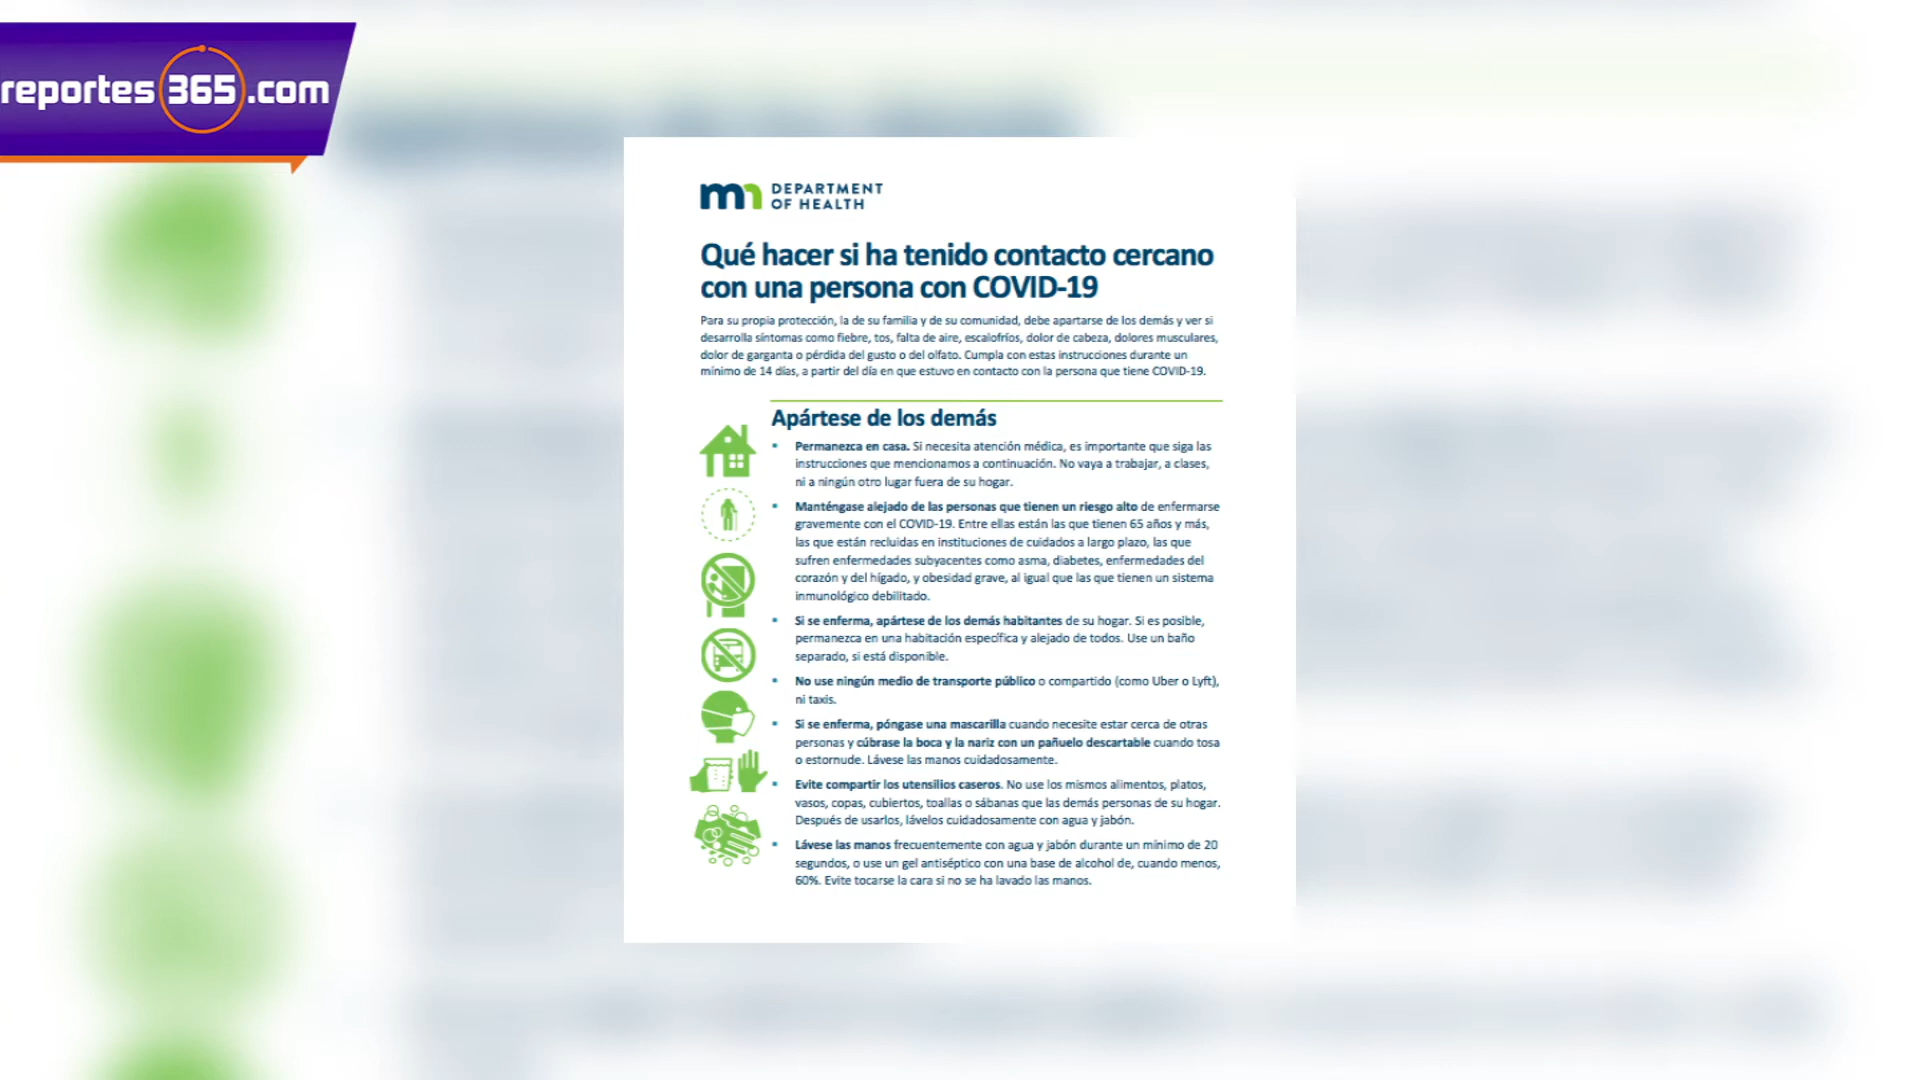 reportes 365 .com
mn DEPARTMENT
OF HEALTH
Qué hacer si ha tenido contacto cercano
con una persona con COVID-19
Para su propia protección, la de su familia y de su comunidad, debe apartarse de los demás y ver si
desarrolla síntomas como fiebre, tos, falta de aire, escalofríos, dolor de cabeza, dolores musculares,
dolor de garganta o pérdida del gusto o del olfato. Cumpla con estas instrucciones durante un
mínimo de 14 días, a partir del día en que estuvo en contacto con la persona que tiene COVID-19.
Apártese de los demás
▪ Permanezca en casa. Si necesita atención médica, es importante que siga las
instrucciones que mencionamos a continuación. No vaya a trabajar, a clases,
ni a ningún otro lugar fuera de su hogar.
▪ Manténgase alejado de las personas que tienen un riesgo alto de enfermarse
gravemente con el COVID-19. Entre ellas están las que tienen 65 años y más,
las que están recluidas en instituciones de cuidados a largo plazo, las que
sufren enfermedades subyacentes como asma, diabetes, enfermedades del
corazón y del hígado, y obesidad grave, al igual que las que tienen un sistema
inmunológico debilitado.
▪ Si se enferma, apártese de los demás habitantes de su hogar. Si es posible,
permanezca en una habitación específica y alejado de todos. Use un baño
separado, si está disponible.
▪ No use ningún medio de transporte público o compartido (como Uber o Lyft),
ni taxis.
▪ Si se enferma, póngase una mascarilla cuando necesite estar cerca de otras
personas y cúbrase la boca y la nariz con un pañuelo descartable cuando tosa
o estornude. Lávese las manos cuidadosamente.
▪ Evite compartir los utensilios caseros. No use los mismos alimentos, platos,
vasos, copas, cubiertos, toallas o sábanas que las demás personas de su hogar.
Después de usarlos, lávelos cuidadosamente con agua y jabón.
▪ Lávese las manos frecuentemente con agua y jabón durante un mínimo de 20
segundos, o use un gel antiséptico con una base de alcohol de, cuando menos,
60%. Evite tocarse la cara si no se ha lavado las manos.